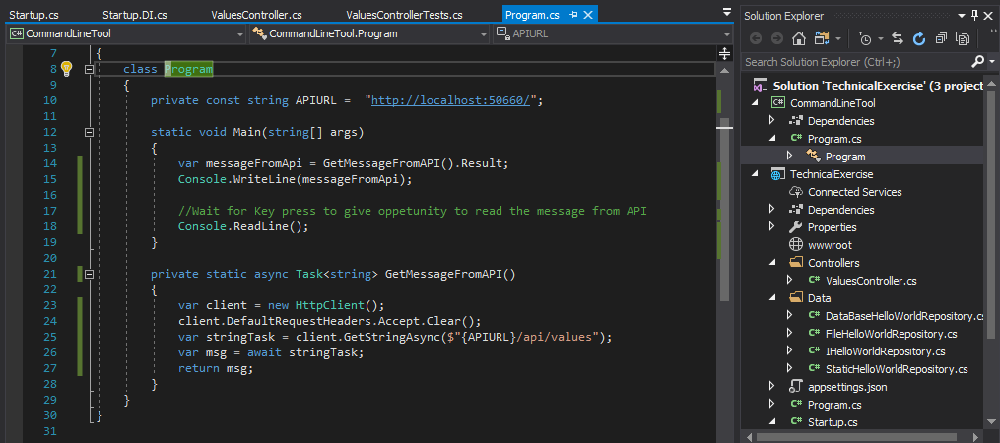 Startup.cs Startup.DI.cs ValuesController.cs ValuesControllerTests.cs Program.cs
CommandLineTool CommandLineTool.Program APIURL
7 {
8 class Program
9 {
10 private const string APIURL = "http://localhost:50660/";
11
12 static void Main(string[] args)
13 {
14 var messageFromApi = GetMessageFromAPI().Result;
15 Console.WriteLine(messageFromApi);
16
17 //Wait for Key press to give oppetunity to read the message from API
18 Console.ReadLine();
19 }
20
21 private static async Task<string> GetMessageFromAPI()
22 {
23 var client = new HttpClient();
24 client.DefaultRequestHeaders.Accept.Clear();
25 var stringTask = client.GetStringAsync($"{APIURL}/api/values");
26 var msg = await stringTask;
27 return msg;
28 }
29 }
30 }
31
Solution Explorer
Search Solution Explorer (Ctrl+;)
Solution 'TechnicalExercise' (3 project
C# CommandLineTool
Dependencies
C# Program.cs
Program
TechnicalExercise
Connected Services
Dependencies
Properties
wwwroot
Controllers
C# ValuesController.cs
Data
C# DataBaseHelloWorldRepository.cs
C# FileHelloWorldRepository.cs
C# IHelloWorldRepository.cs
C# StaticHelloWorldRepository.cs
appsettings.json
C# Program.cs
C# Startup.cs